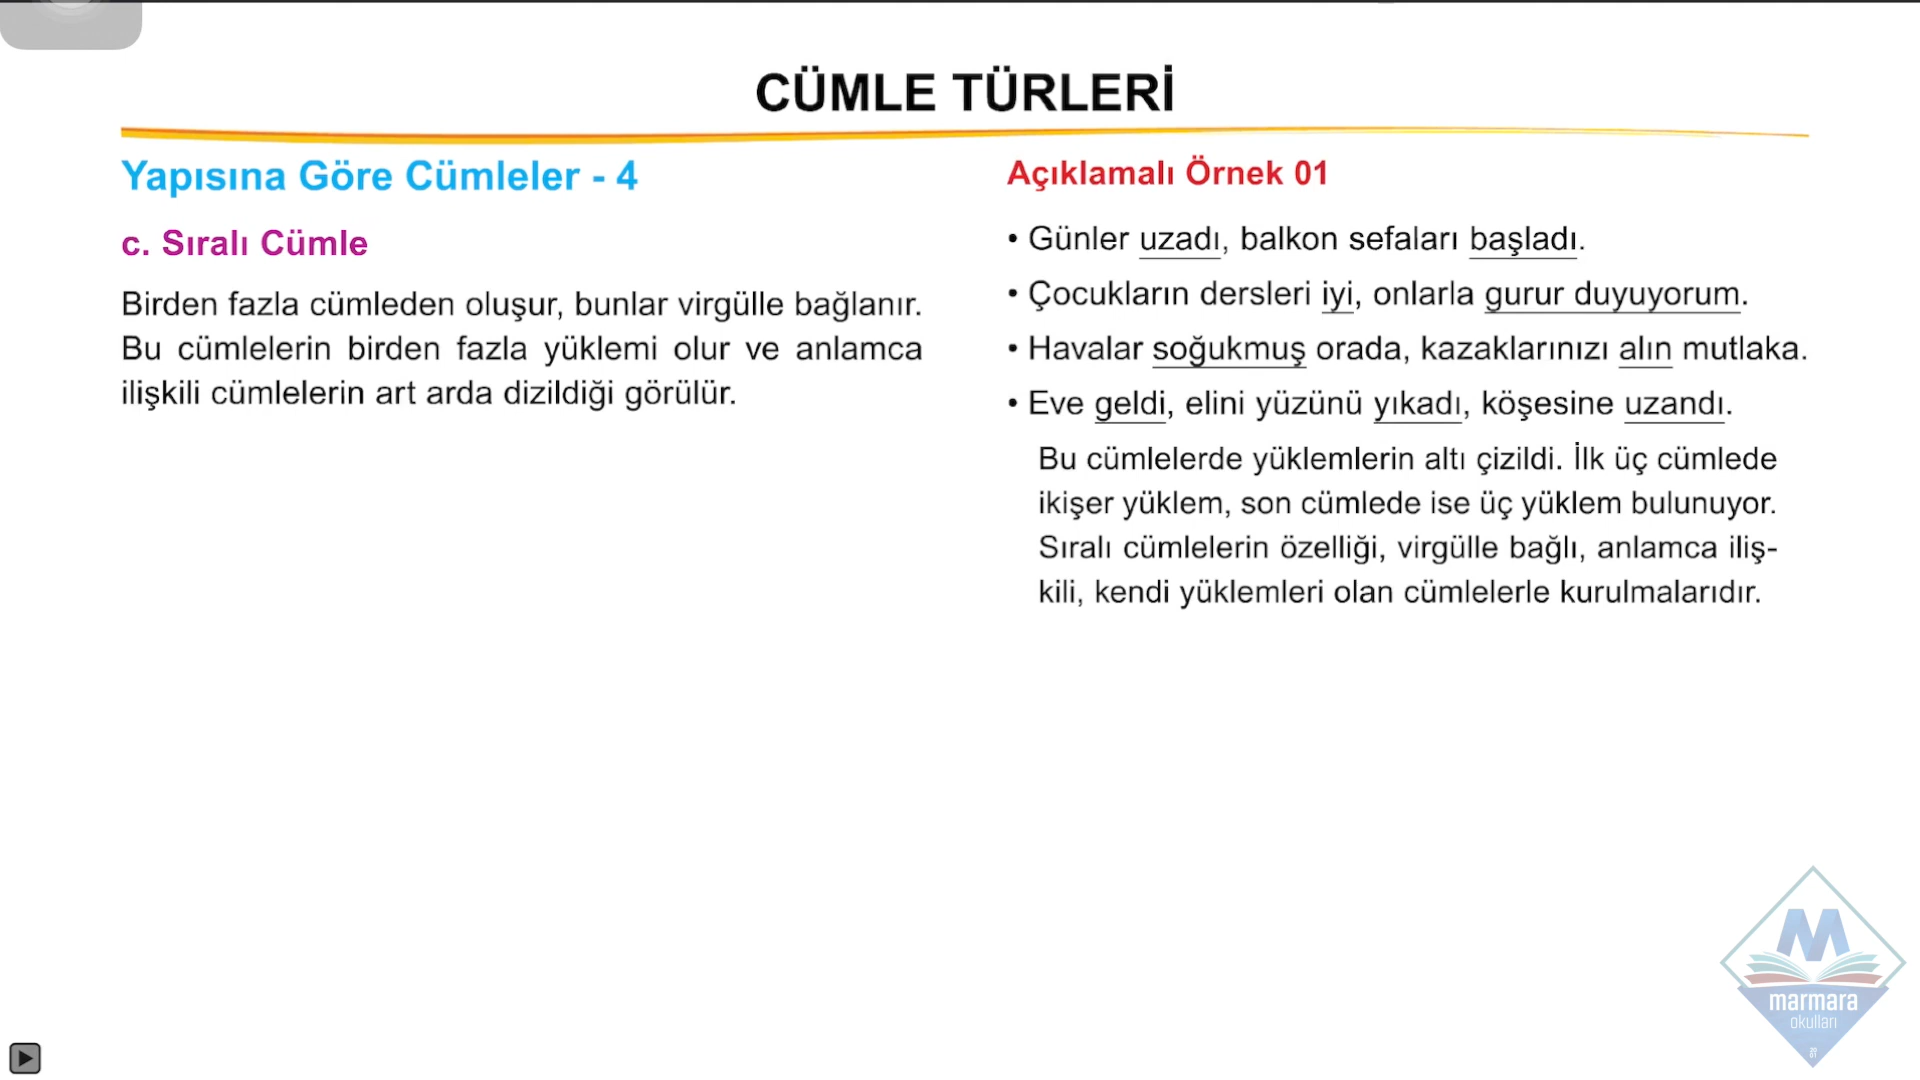 CÜMLE TÜRLERİ
Yapısına Göre Cümleler - 4
c. Sıralı Cümle
Birden fazla cümleden oluşur, bunlar virgülle bağlanır.
Bu cümlelerin birden fazla yüklemi olur ve anlamca
ilişkili cümlelerin art arda dizildiği görülür.
Açıklamalı Örnek 01
• Günler uzadı, balkon sefaları başladı.
• Çocukların dersleri iyi, onlarla gurur duyuyorum.
• Havalar soğukmuş orada, kazaklarınızı alın mutlaka.
• Eve geldi, elini yüzünü yıkadı, köşesine uzandı.
Bu cümlelerde yüklemlerin altı çizildi. İlk üç cümlede
ikişer yüklem, son cümlede ise üç yüklem bulunuyor.
Sıralı cümlelerin özelliği, virgülle bağlı, anlamca iliş-
kili, kendi yüklemleri olan cümlelerle kurulmalarıdır.
M
marmara
okulları
20
01